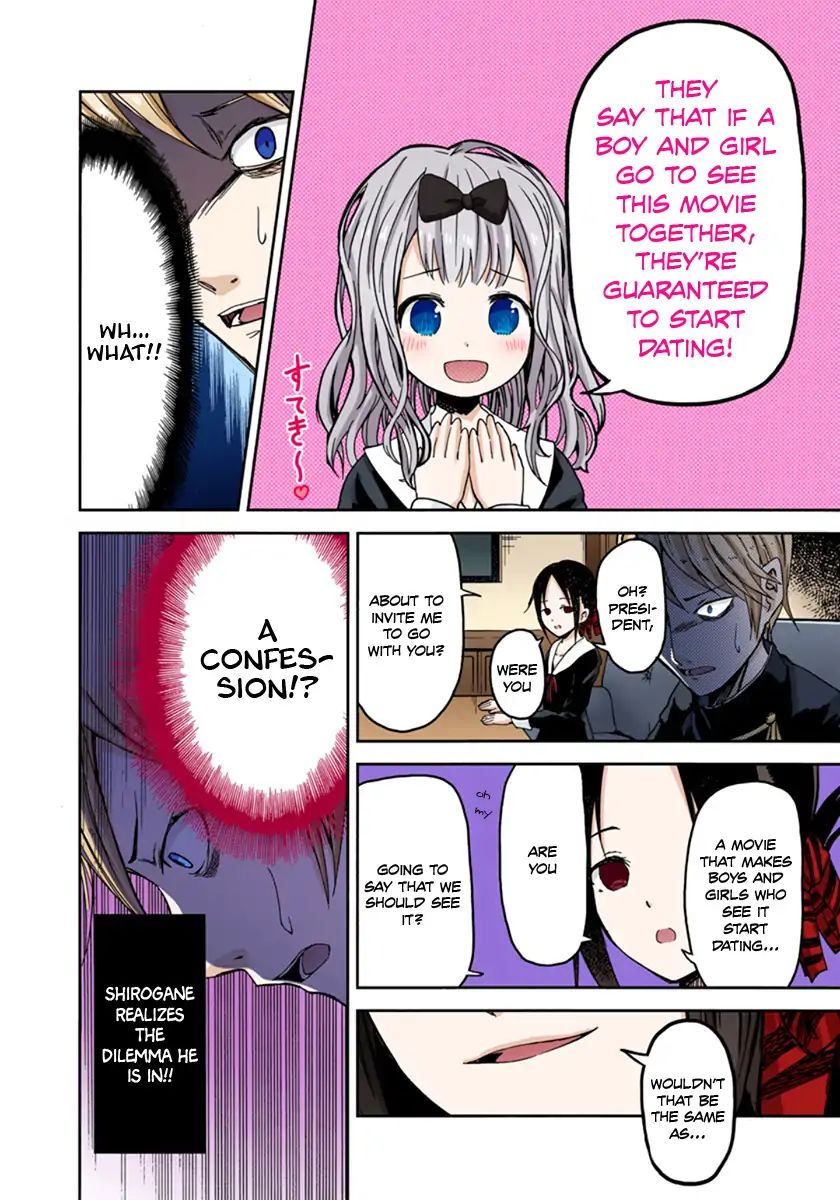 THEY
SAY THAT IF A
BOY AND GIRL
GO TO SEE
THIS MOVIE
TOGETHER,
THEY'RE
GUARANTEED
TO START
DATING!
すてき〜♥
WH...
WHAT!!
OH?
PRESI-
DENT,
WERE
YOU
ABOUT TO
INVITE ME
TO GO
WITH YOU?
A MOVIE
THAT MAKES
BOYS AND
GIRLS WHO
SEE IT
START
DATING...
ARE
YOU
oh
my
GOING TO
SAY THAT WE
SHOULD SEE
IT?
WOULDN'T
THAT BE
THE SAME
AS...
A
CONFES-
SION!?
SHIROGANE
REALIZES
THE
DILEMMA HE
IS IN!!